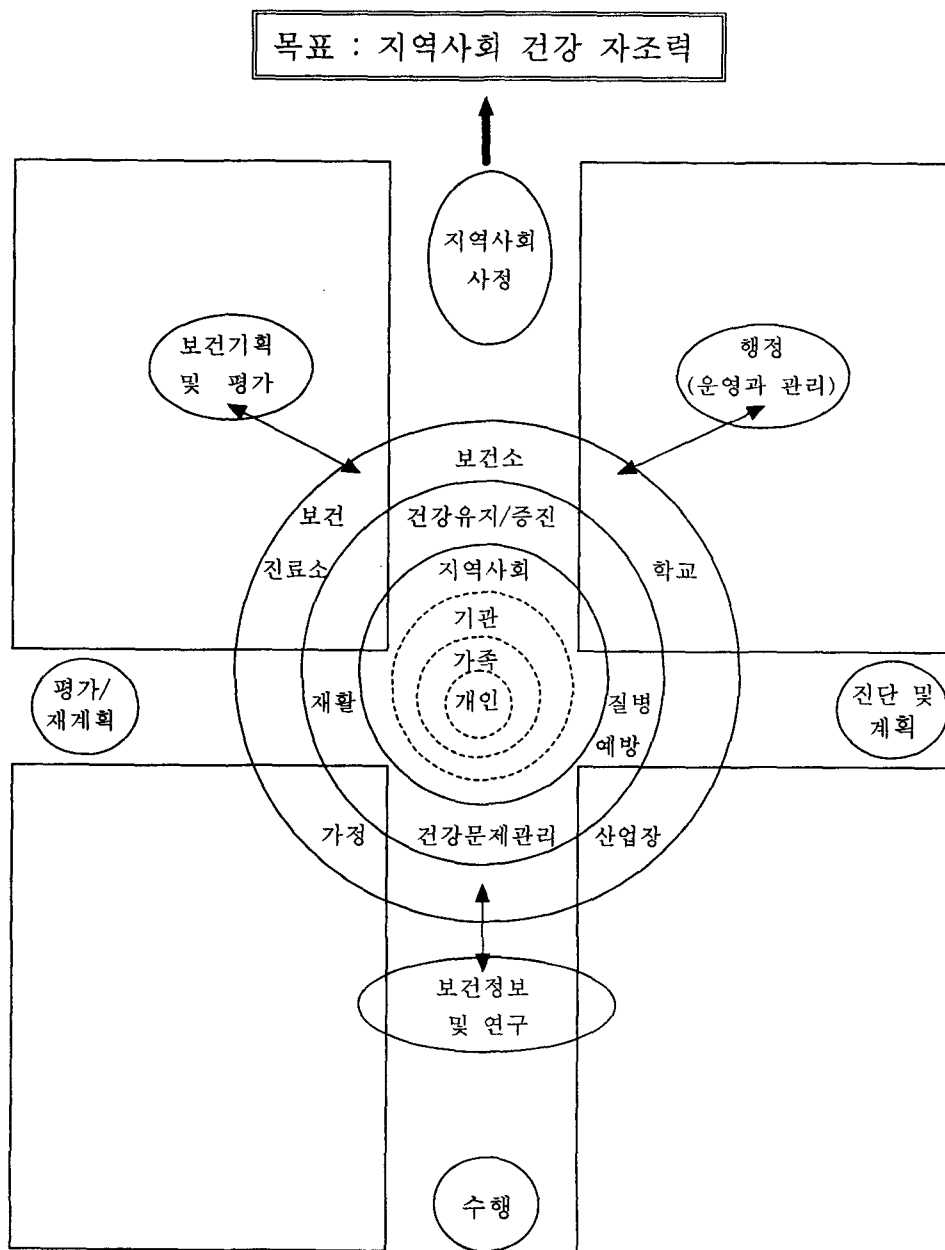 목표 : 지역사회 건강 자조력
지역사회
사정
보건기획
및 평가
행정
(운영과 관리)
보건소
보건
진료소
건강유지/증진
학교
지역사회
기관
가족
개인
평가/
재계획
재활
질병
예방
진단 및
계획
가정
건강문제관리
산업장
보건정보
및 연구
수행